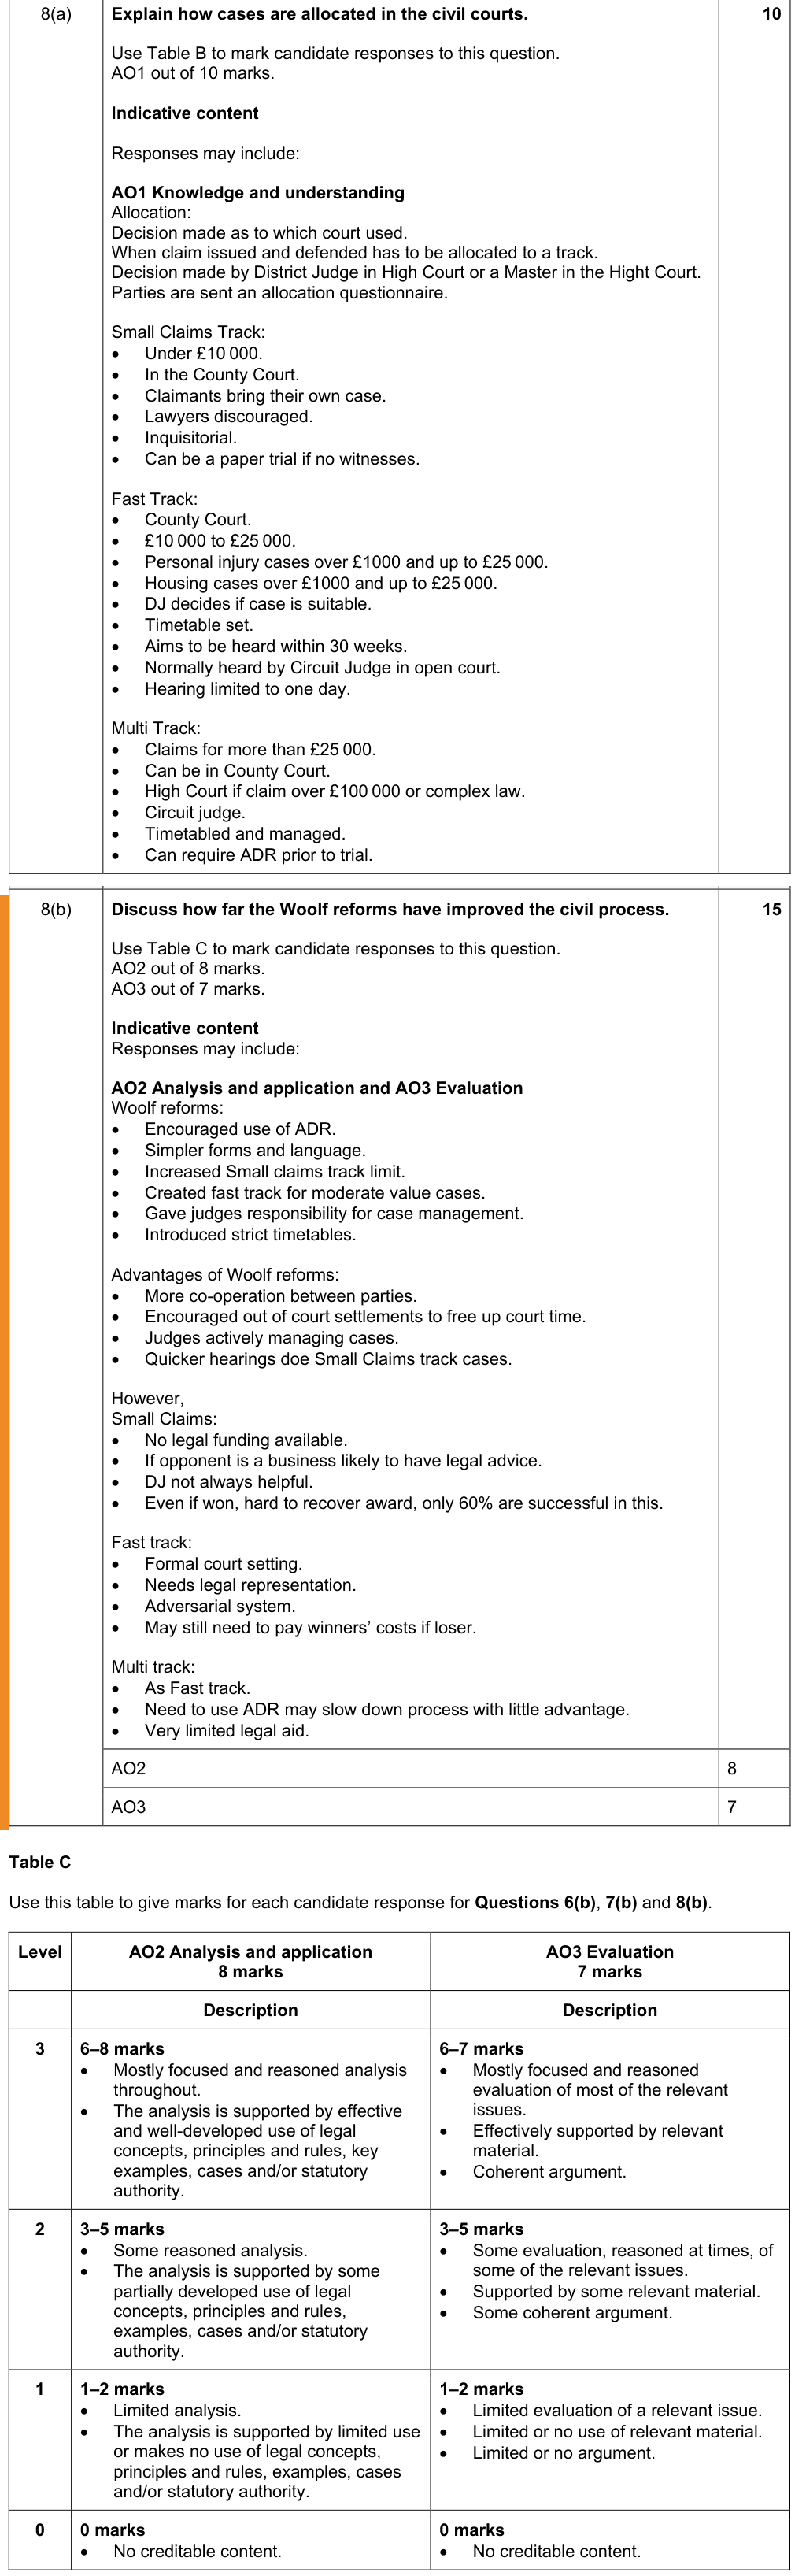 8(a) Explain how cases are allocated in the civil courts. 10
Use Table B to mark candidate responses to this question.
AO1 out of 10 marks.
Indicative content
Responses may include:
AO1 Knowledge and understanding
Allocation:
Decision made as to which court used.
When claim issued and defended has to be allocated to a track.
Decision made by District Judge in High Court or a Master in the Hight Court.
Parties are sent an allocation questionnaire.
Small Claims Track:
• Under £10 000.
• In the County Court.
• Claimants bring their own case.
• Lawyers discouraged.
• Inquisitorial.
• Can be a paper trial if no witnesses.
Fast Track:
• County Court.
• £10 000 to £25 000.
• Personal injury cases over £1000 and up to £25 000.
• Housing cases over £1000 and up to £25 000.
• DJ decides if case is suitable.
• Timetable set.
• Aims to be heard within 30 weeks.
• Normally heard by Circuit Judge in open court.
• Hearing limited to one day.
Multi Track:
• Claims for more than £25 000.
• Can be in County Court.
• High Court if claim over £100 000 or complex law.
• Circuit judge.
• Timetabled and managed.
• Can require ADR prior to trial.
8(b) Discuss how far the Woolf reforms have improved the civil process. 15
Use Table C to mark candidate responses to this question.
AO2 out of 8 marks.
AO3 out of 7 marks.
Indicative content
Responses may include:
AO2 Analysis and application and AO3 Evaluation
Woolf reforms:
• Encouraged use of ADR.
• Simpler forms and language.
• Increased Small claims track limit.
• Created fast track for moderate value cases.
• Gave judges responsibility for case management.
• Introduced strict timetables.
Advantages of Woolf reforms:
• More co-operation between parties.
• Encouraged out of court settlements to free up court time.
• Judges actively managing cases.
• Quicker hearings doe Small Claims track cases.
However,
Small Claims:
• No legal funding available.
• If opponent is a business likely to have legal advice.
• DJ not always helpful.
• Even if won, hard to recover award, only 60% are successful in this.
Fast track:
• Formal court setting.
• Needs legal representation.
• Adversarial system.
• May still need to pay winners' costs if loser.
Multi track:
• As Fast track.
• Need to use ADR may slow down process with little advantage.
• Very limited legal aid.
AO2 8
AO3 7
Table C
Use this table to give marks for each candidate response for Questions 6(b), 7(b) and 8(b).
Level
AO2 Analysis and application
8 marks
AO3 Evaluation
7 marks
Description
Description
3
6–8 marks
• Mostly focused and reasoned analysis
throughout.
• The analysis is supported by effective
and well-developed use of legal
concepts, principles and rules, key
examples, cases and/or statutory
authority.
6–7 marks
• Mostly focused and reasoned
evaluation of most of the relevant
issues.
• Effectively supported by relevant
material.
• Coherent argument.
2
3–5 marks
• Some reasoned analysis.
• The analysis is supported by some
partially developed use of legal
concepts, principles and rules,
examples, cases and/or statutory
authority.
3–5 marks
• Some evaluation, reasoned at times, of
some of the relevant issues.
• Supported by some relevant material.
• Some coherent argument.
1
1–2 marks
• Limited analysis.
• The analysis is supported by limited use
or makes no use of legal concepts,
principles and rules, examples, cases
and/or statutory authority.
1–2 marks
• Limited evaluation of a relevant issue.
• Limited or no use of relevant material.
• Limited or no argument.
0
0 marks
• No creditable content.
0 marks
• No creditable content.